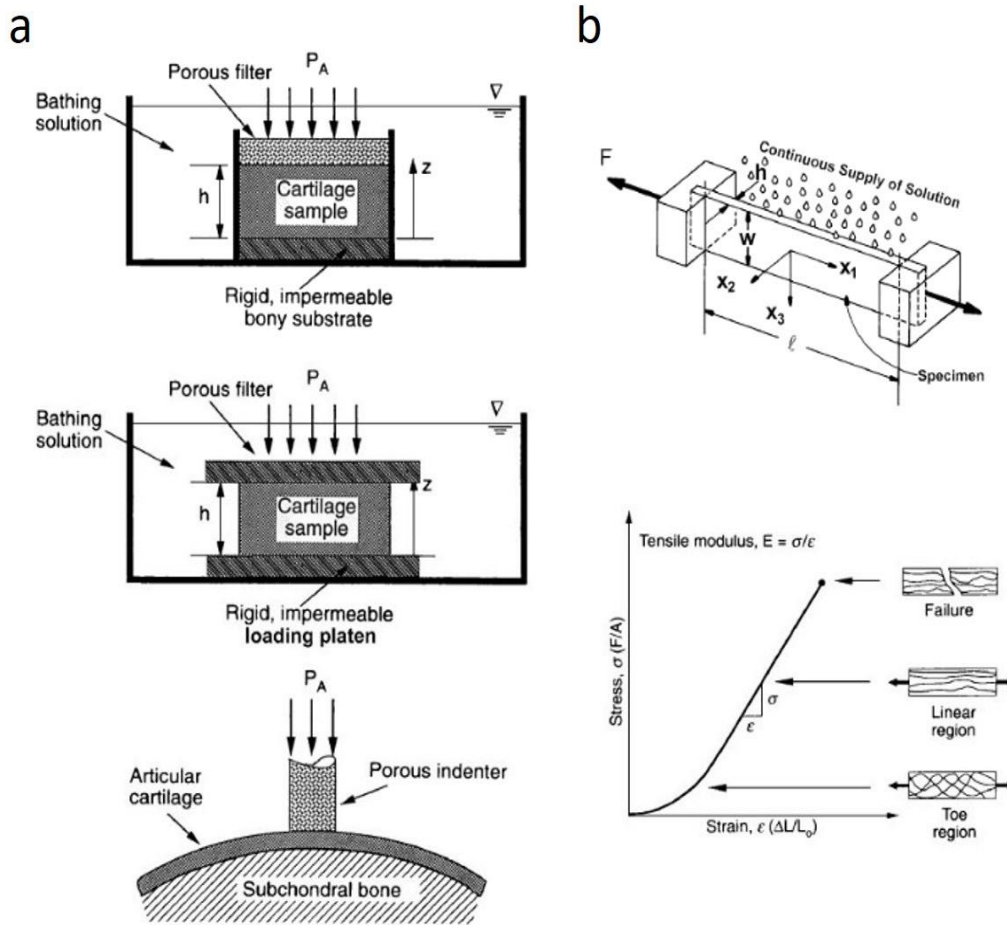 a
Porous filter
P_A
Bathing
solution
∇
h
Cartilage
sample
z
Rigid, impermeable
bony substrate
Porous filter
P_A
Bathing
solution
∇
h
Cartilage
sample
z
Rigid, impermeable
loading platen
P_A
Articular
cartilage
Porous indenter
Subchondral bone
b
Continuous Supply of Solution
F
h
W
X₁
X₂
X₃
ℓ
Specimen
Tensile modulus, E = σ/ε
Stress, σ (F/A)
σ
ε
Strain, ε (ΔL/L₀)
Failure
Linear
region
Toe
region